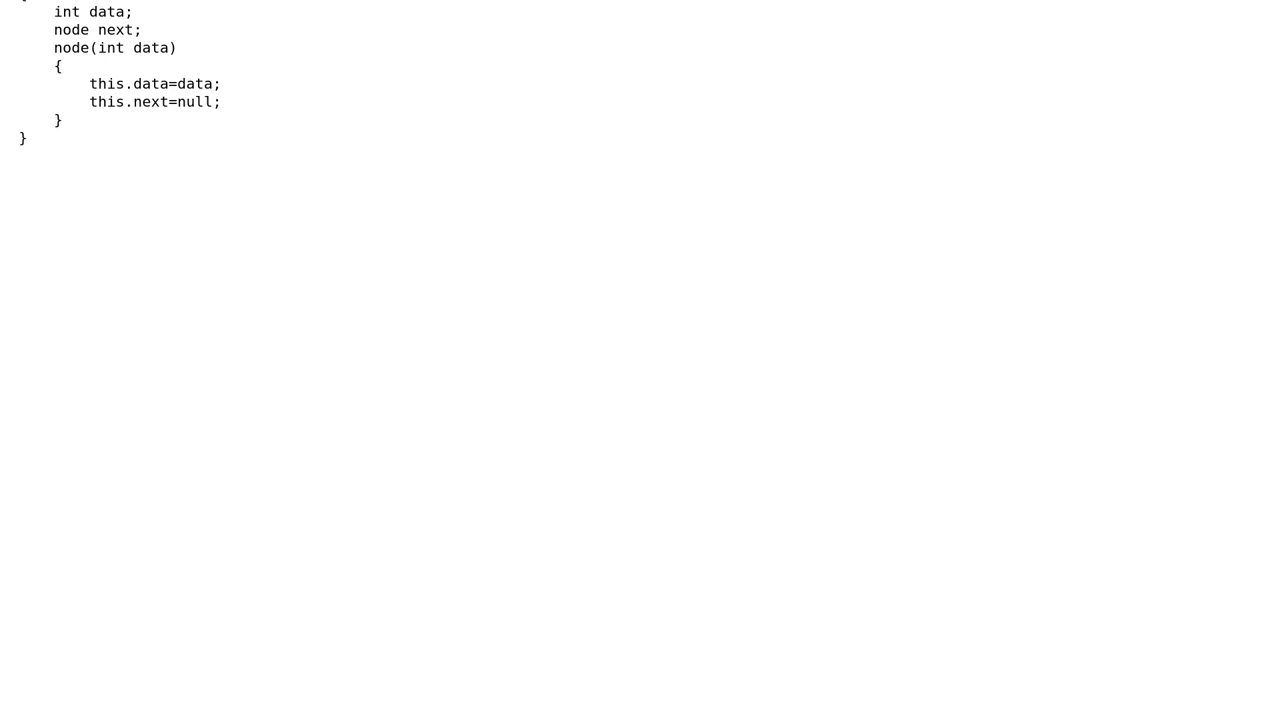 int data;
    node next;
    node(int data)
    {
        this.data=data;
        this.next=null;
    }
}